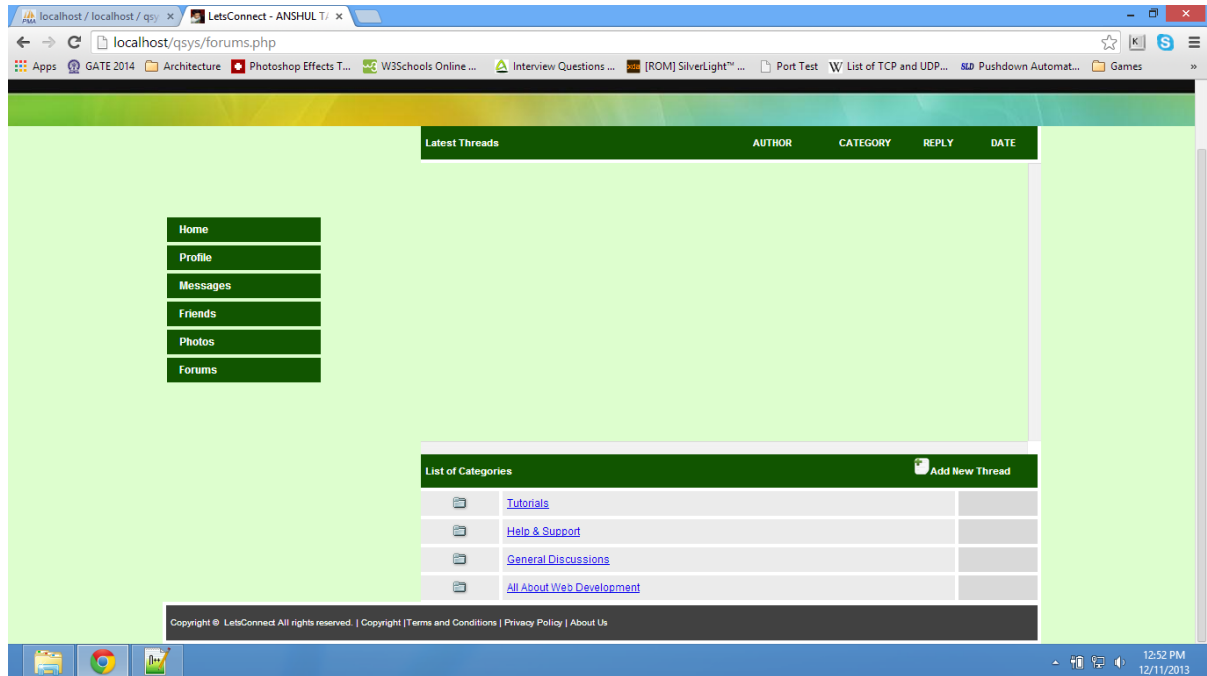 localhost / localhost / qsy
LetsConnect - ANSHUL TA
localhost/qsys/forums.php
Apps GATE 2014 Architecture Photoshop Effects T... W3Schools Online ... Interview Questions ... [ROM] SilverLight™ ... Port Test List of TCP and UDP... Pushdown Automat... Games »
Latest Threads AUTHOR CATEGORY REPLY DATE
Home
Profile
Messages
Friends
Photos
Forums
List of Categories Add New Thread
Tutorials
Help & Support
General Discussions
All About Web Development
Copyright © LetsConnect All rights reserved. | Copyright |Terms and Conditions | Privacy Policy | About Us
12:52 PM
12/11/2013